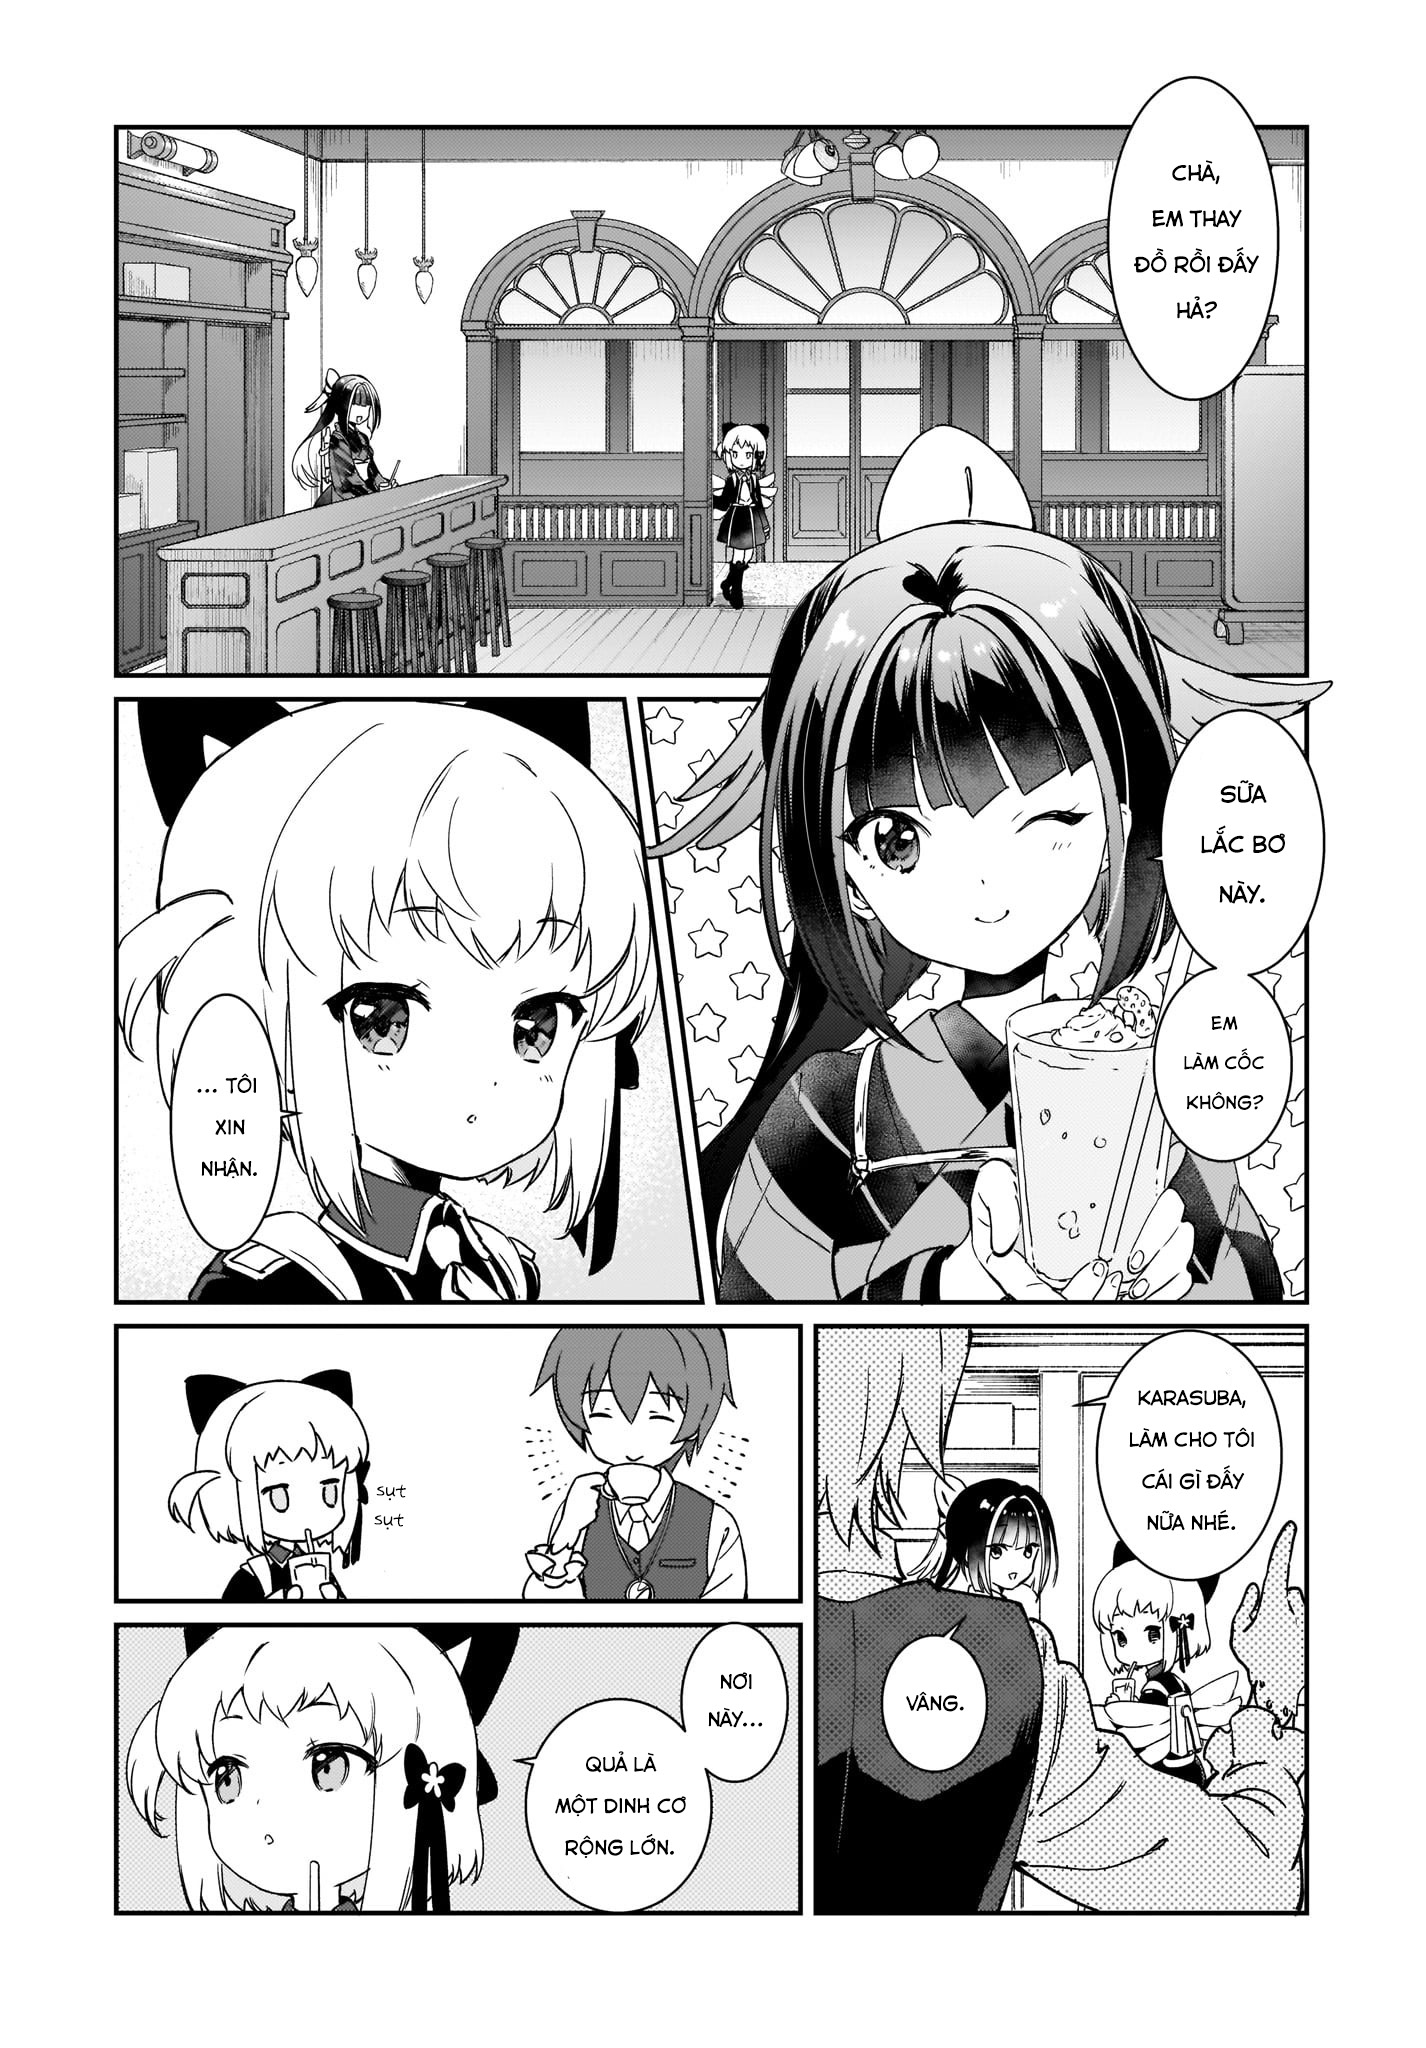 CHÀ,
EM THAY
ĐỒ RỒI ĐẤY
HẢ?
SỮA
LẮC BƠ
NÀY.
EM
LÀM CỐC
KHÔNG?
... TÔI
XIN
NHẬN.
KARASUBA,
LÀM CHO TÔI
CÁI GÌ ĐẤY
NỮA NHÉ.
VÂNG.
sụt
sụt
NƠI
NÀY...
QUẢ LÀ
MỘT DINH CƠ
RỘNG LỚN.